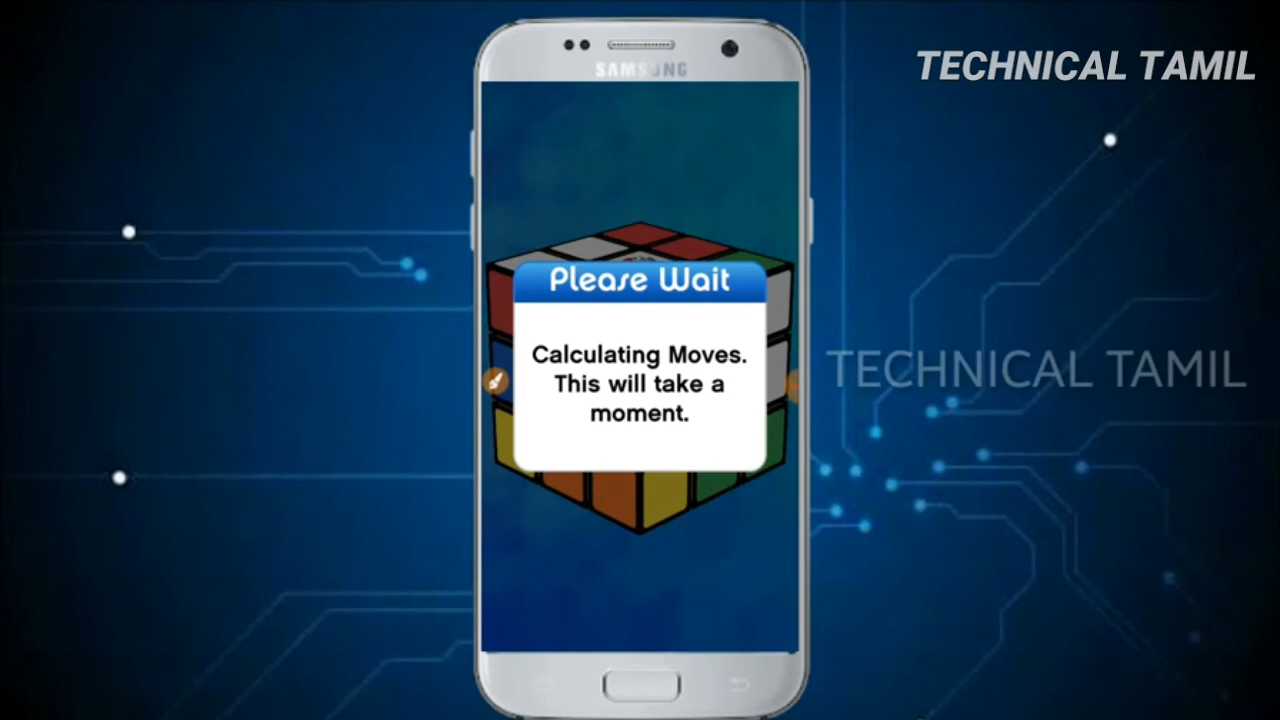 TECHNICAL TAMIL
SAMSUNG
Please Wait
Calculating Moves.
This will take a
moment.
TECHNICAL TAMIL